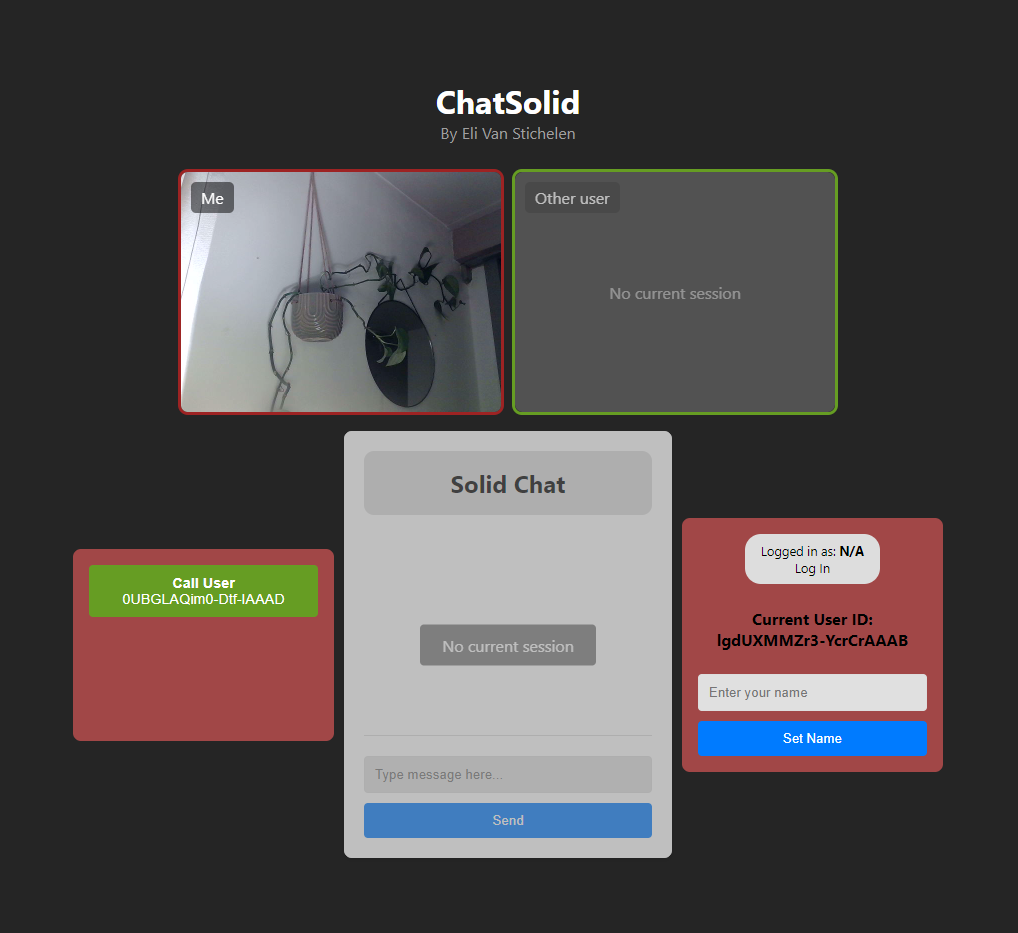 ChatSolid
By Eli Van Stichelen
Me
Other user
No current session
Solid Chat
No current session
Type message here...
Send
Call User
0UBGLAQim0-Dtf-IAAAD
Logged in as: N/A
Log In
Current User ID:
lgdUXMMZr3-YcrCrAAAB
Enter your name
Set Name